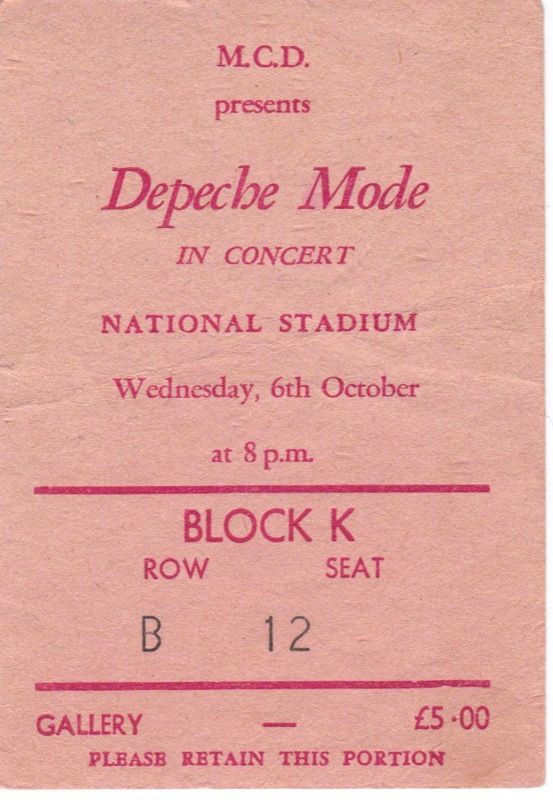 M.C.D.
presents
Depeche Mode
IN CONCERT
NATIONAL STADIUM
Wednesday, 6th October
at 8 p.m.
BLOCK K
ROW SEAT
B 12
GALLERY — £5·00
PLEASE RETAIN THIS PORTION